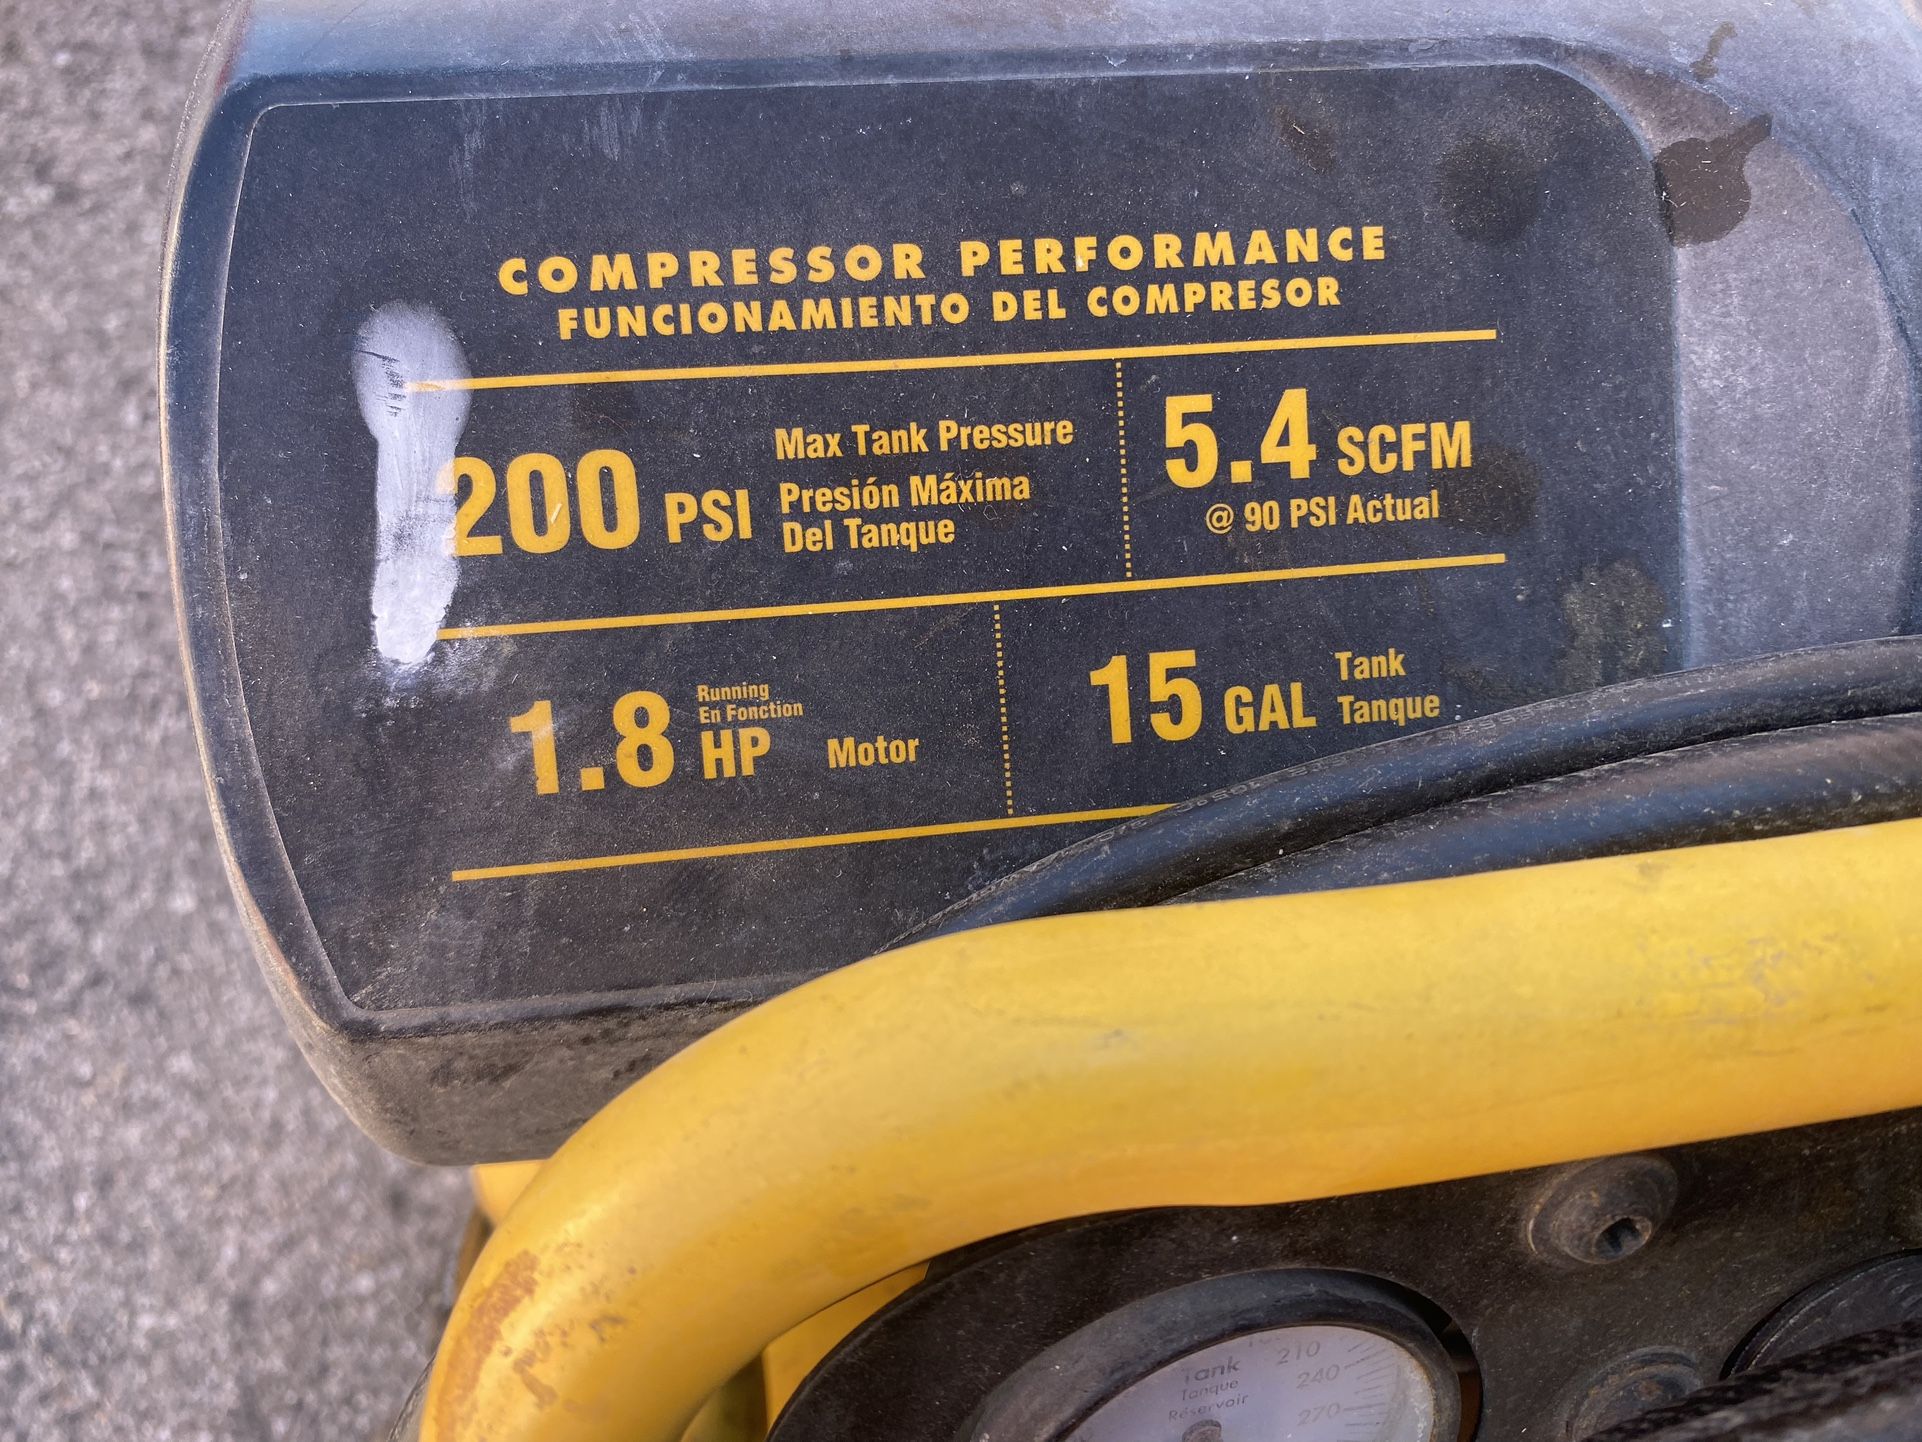 COMPRESSOR PERFORMANCE
FUNCIONAMIENTO DEL COMPRESOR
200 PSI
Max Tank Pressure
Presión Máxima
Del Tanque
5.4 SCFM
@ 90 PSI Actual
1.8
Running
En Fonction
HP Motor
15 GAL
Tank
Tanque
Tank
Tanque
Réservoir
210
240
270